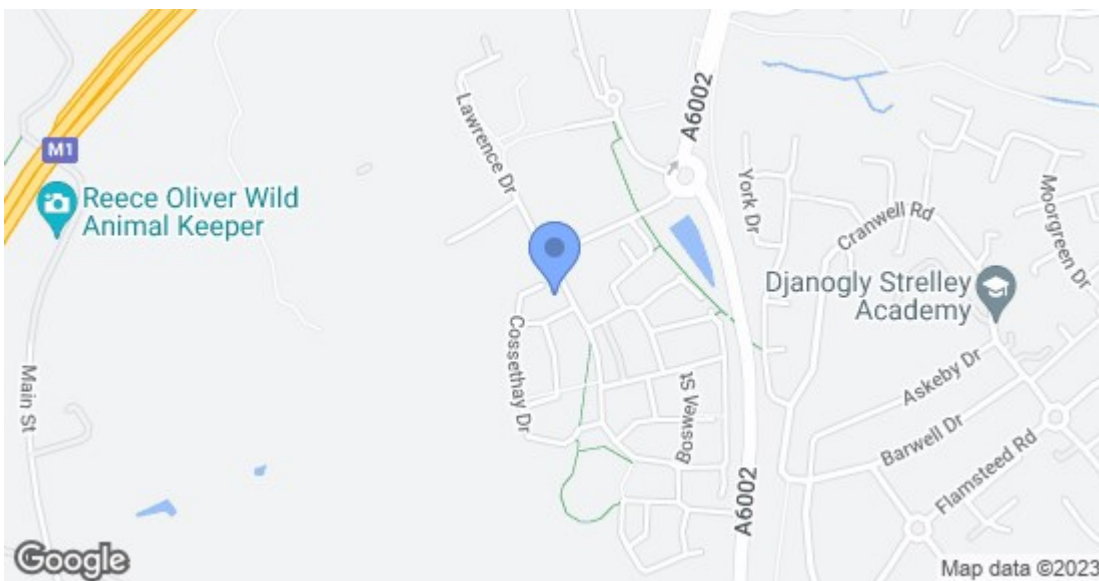 M1
Reece Oliver Wild
Animal Keeper
Main St
Lawrence Dr
Cossethay Dr
Boswell St
A6002
A6002
York Dr
Cranwell Rd
Moorgreen Dr
Djanogly Strelley
Academy
Askeby Dr
Barwell Dr
Flamsteed Rd
Google
Map data ©2023